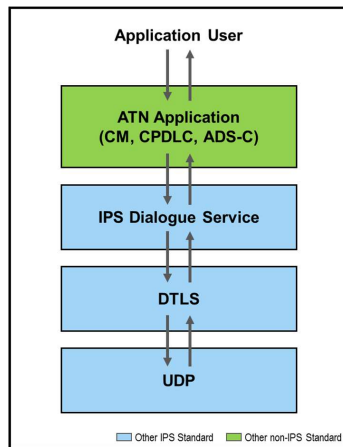 Application User
ATN Application
(CM, CPDLC, ADS-C)
IPS Dialogue Service
DTLS
UDP
Other IPS Standard
Other non-IPS Standard